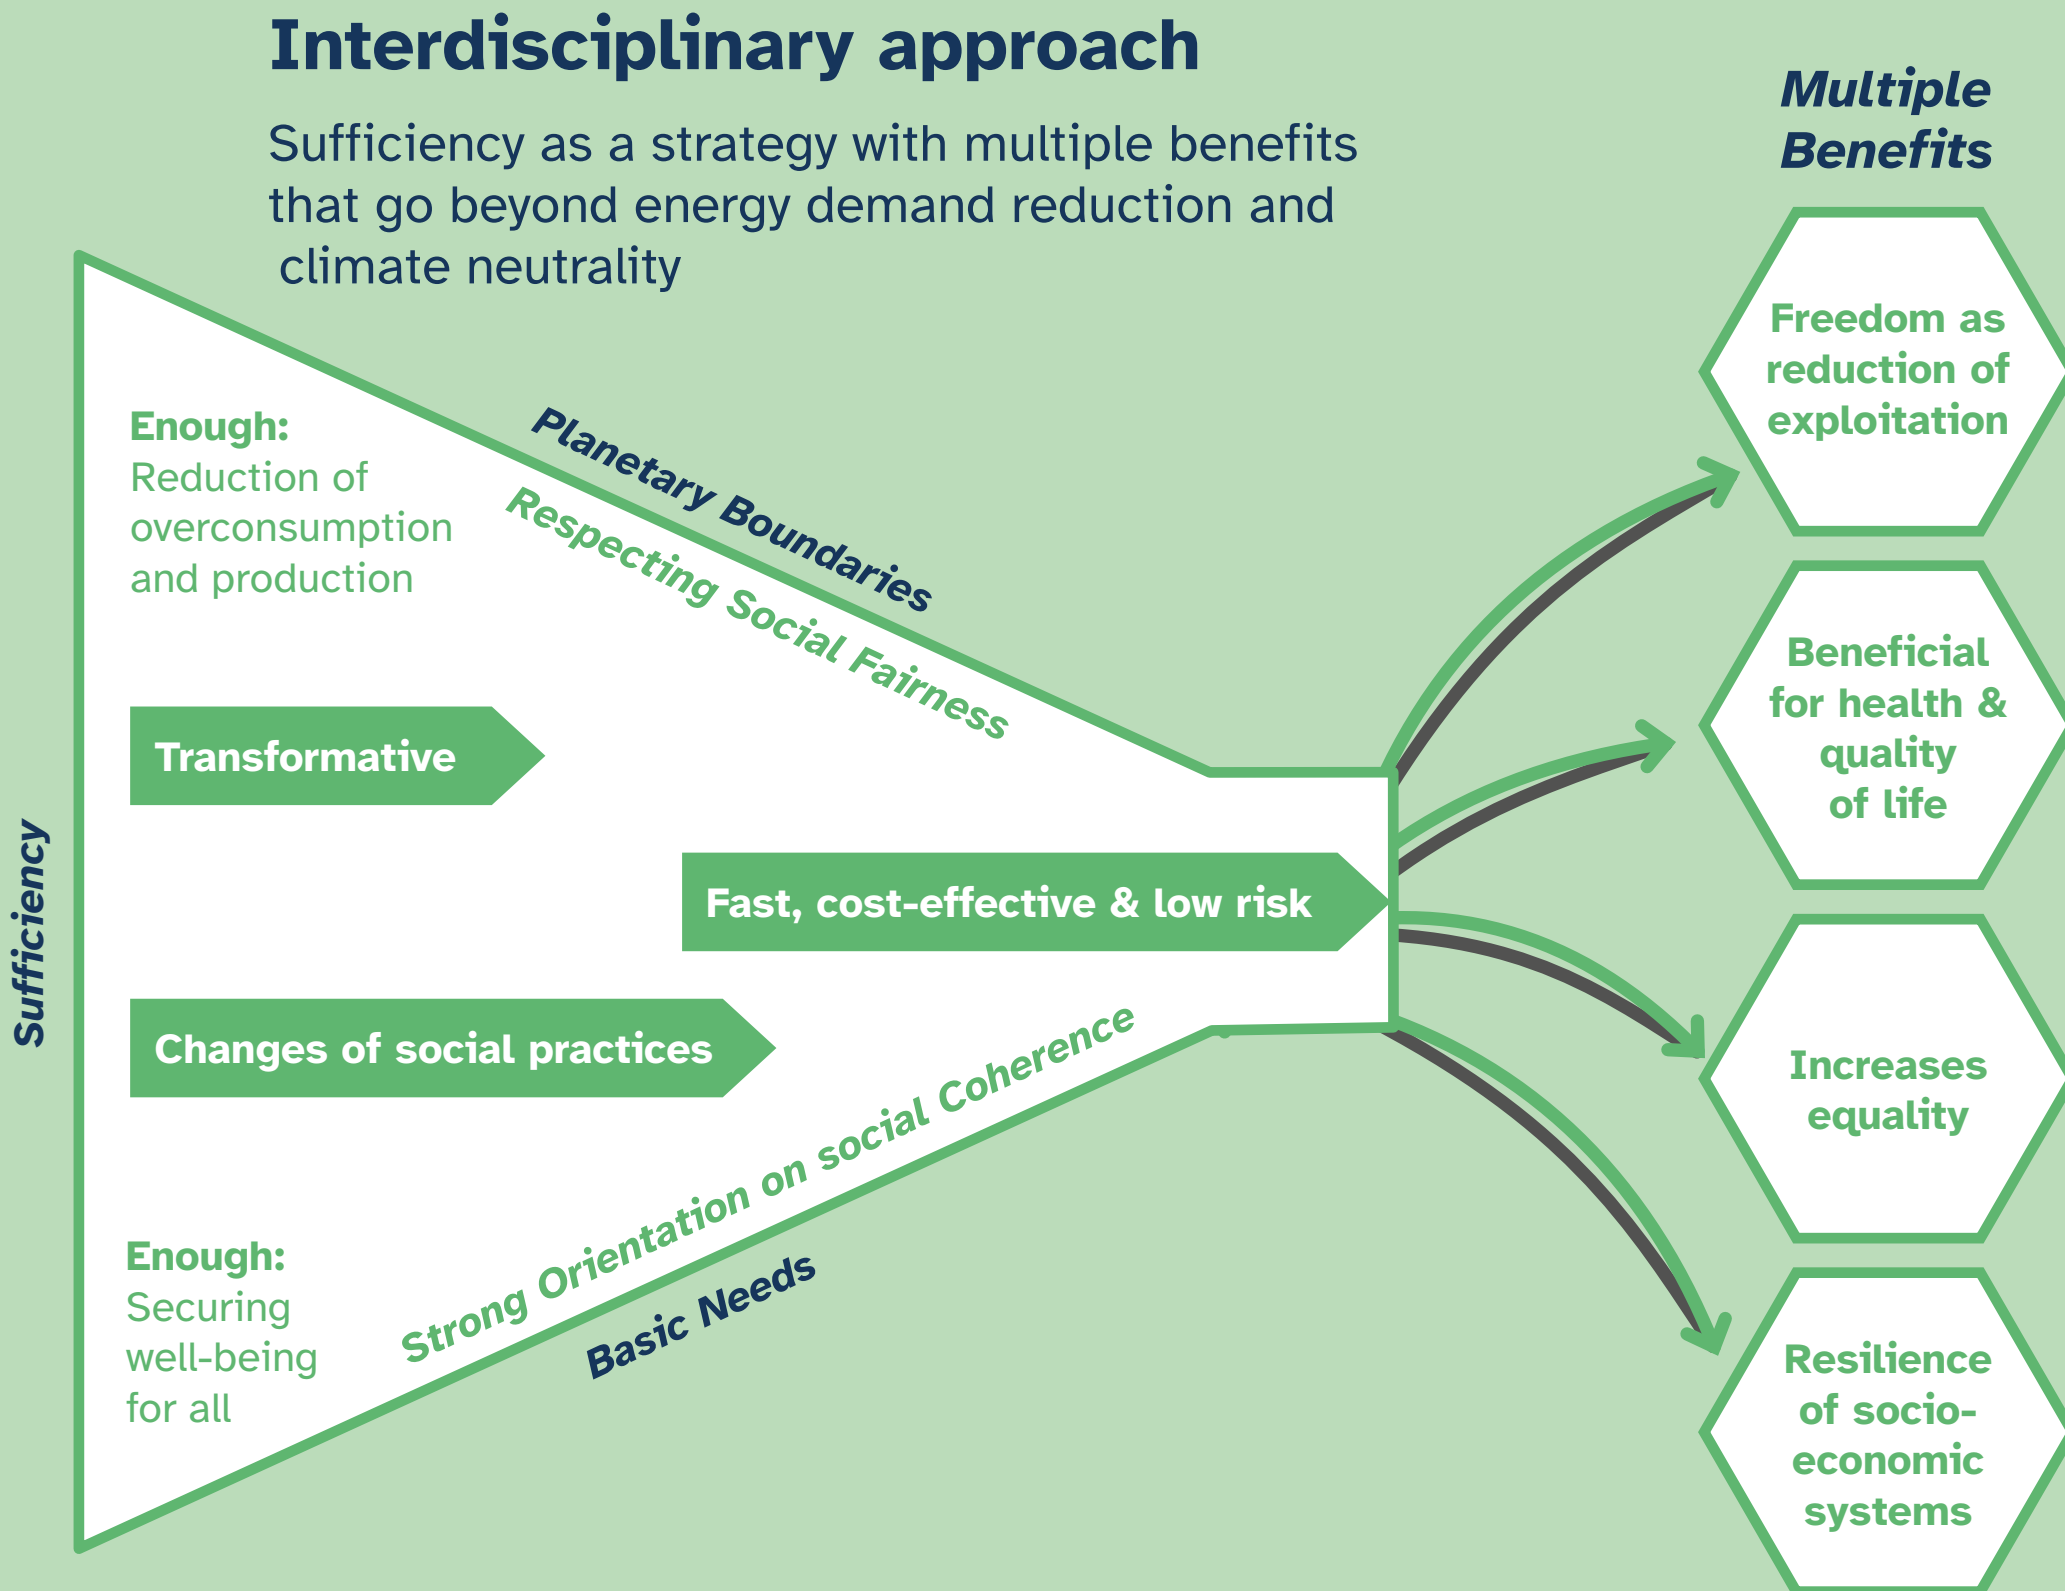 Interdisciplinary approach
Sufficiency as a strategy with multiple benefits
that go beyond energy demand reduction and
climate neutrality
Sufficiency
Enough:
Reduction of
overconsumption
and production
Planetary Boundaries
Respecting Social Fairness
Transformative
Fast, cost-effective & low risk
Changes of social practices
Enough:
Securing
well-being
for all
Strong Orientation on social Coherence
Basic Needs
Multiple
Benefits
Freedom as
reduction of
exploitation
Beneficial
for health &
quality
of life
Increases
equality
Resilience
of socio-
economic
systems